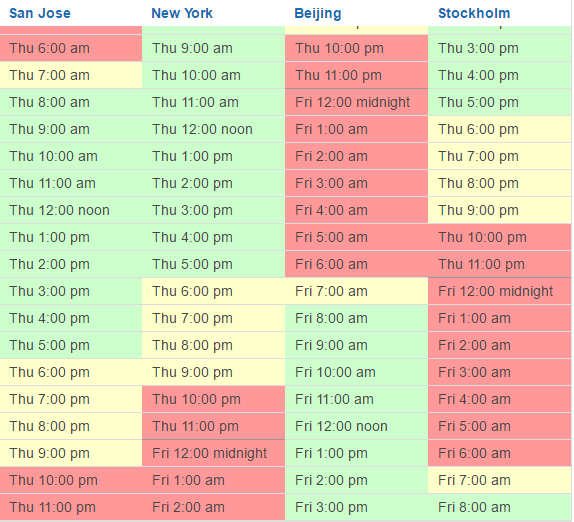 San Jose New York Beijing Stockholm
Thu 6:00 am Thu 9:00 am Thu 10:00 pm Thu 3:00 pm
Thu 7:00 am Thu 10:00 am Thu 11:00 pm Thu 4:00 pm
Thu 8:00 am Thu 11:00 am Fri 12:00 midnight Thu 5:00 pm
Thu 9:00 am Thu 12:00 noon Fri 1:00 am Thu 6:00 pm
Thu 10:00 am Thu 1:00 pm Fri 2:00 am Thu 7:00 pm
Thu 11:00 am Thu 2:00 pm Fri 3:00 am Thu 8:00 pm
Thu 12:00 noon Thu 3:00 pm Fri 4:00 am Thu 9:00 pm
Thu 1:00 pm Thu 4:00 pm Fri 5:00 am Thu 10:00 pm
Thu 2:00 pm Thu 5:00 pm Fri 6:00 am Thu 11:00 pm
Thu 3:00 pm Thu 6:00 pm Fri 7:00 am Fri 12:00 midnight
Thu 4:00 pm Thu 7:00 pm Fri 8:00 am Fri 1:00 am
Thu 5:00 pm Thu 8:00 pm Fri 9:00 am Fri 2:00 am
Thu 6:00 pm Thu 9:00 pm Fri 10:00 am Fri 3:00 am
Thu 7:00 pm Thu 10:00 pm Fri 11:00 am Fri 4:00 am
Thu 8:00 pm Thu 11:00 pm Fri 12:00 noon Fri 5:00 am
Thu 9:00 pm Fri 12:00 midnight Fri 1:00 pm Fri 6:00 am
Thu 10:00 pm Fri 1:00 am Fri 2:00 pm Fri 7:00 am
Thu 11:00 pm Fri 2:00 am Fri 3:00 pm Fri 8:00 am